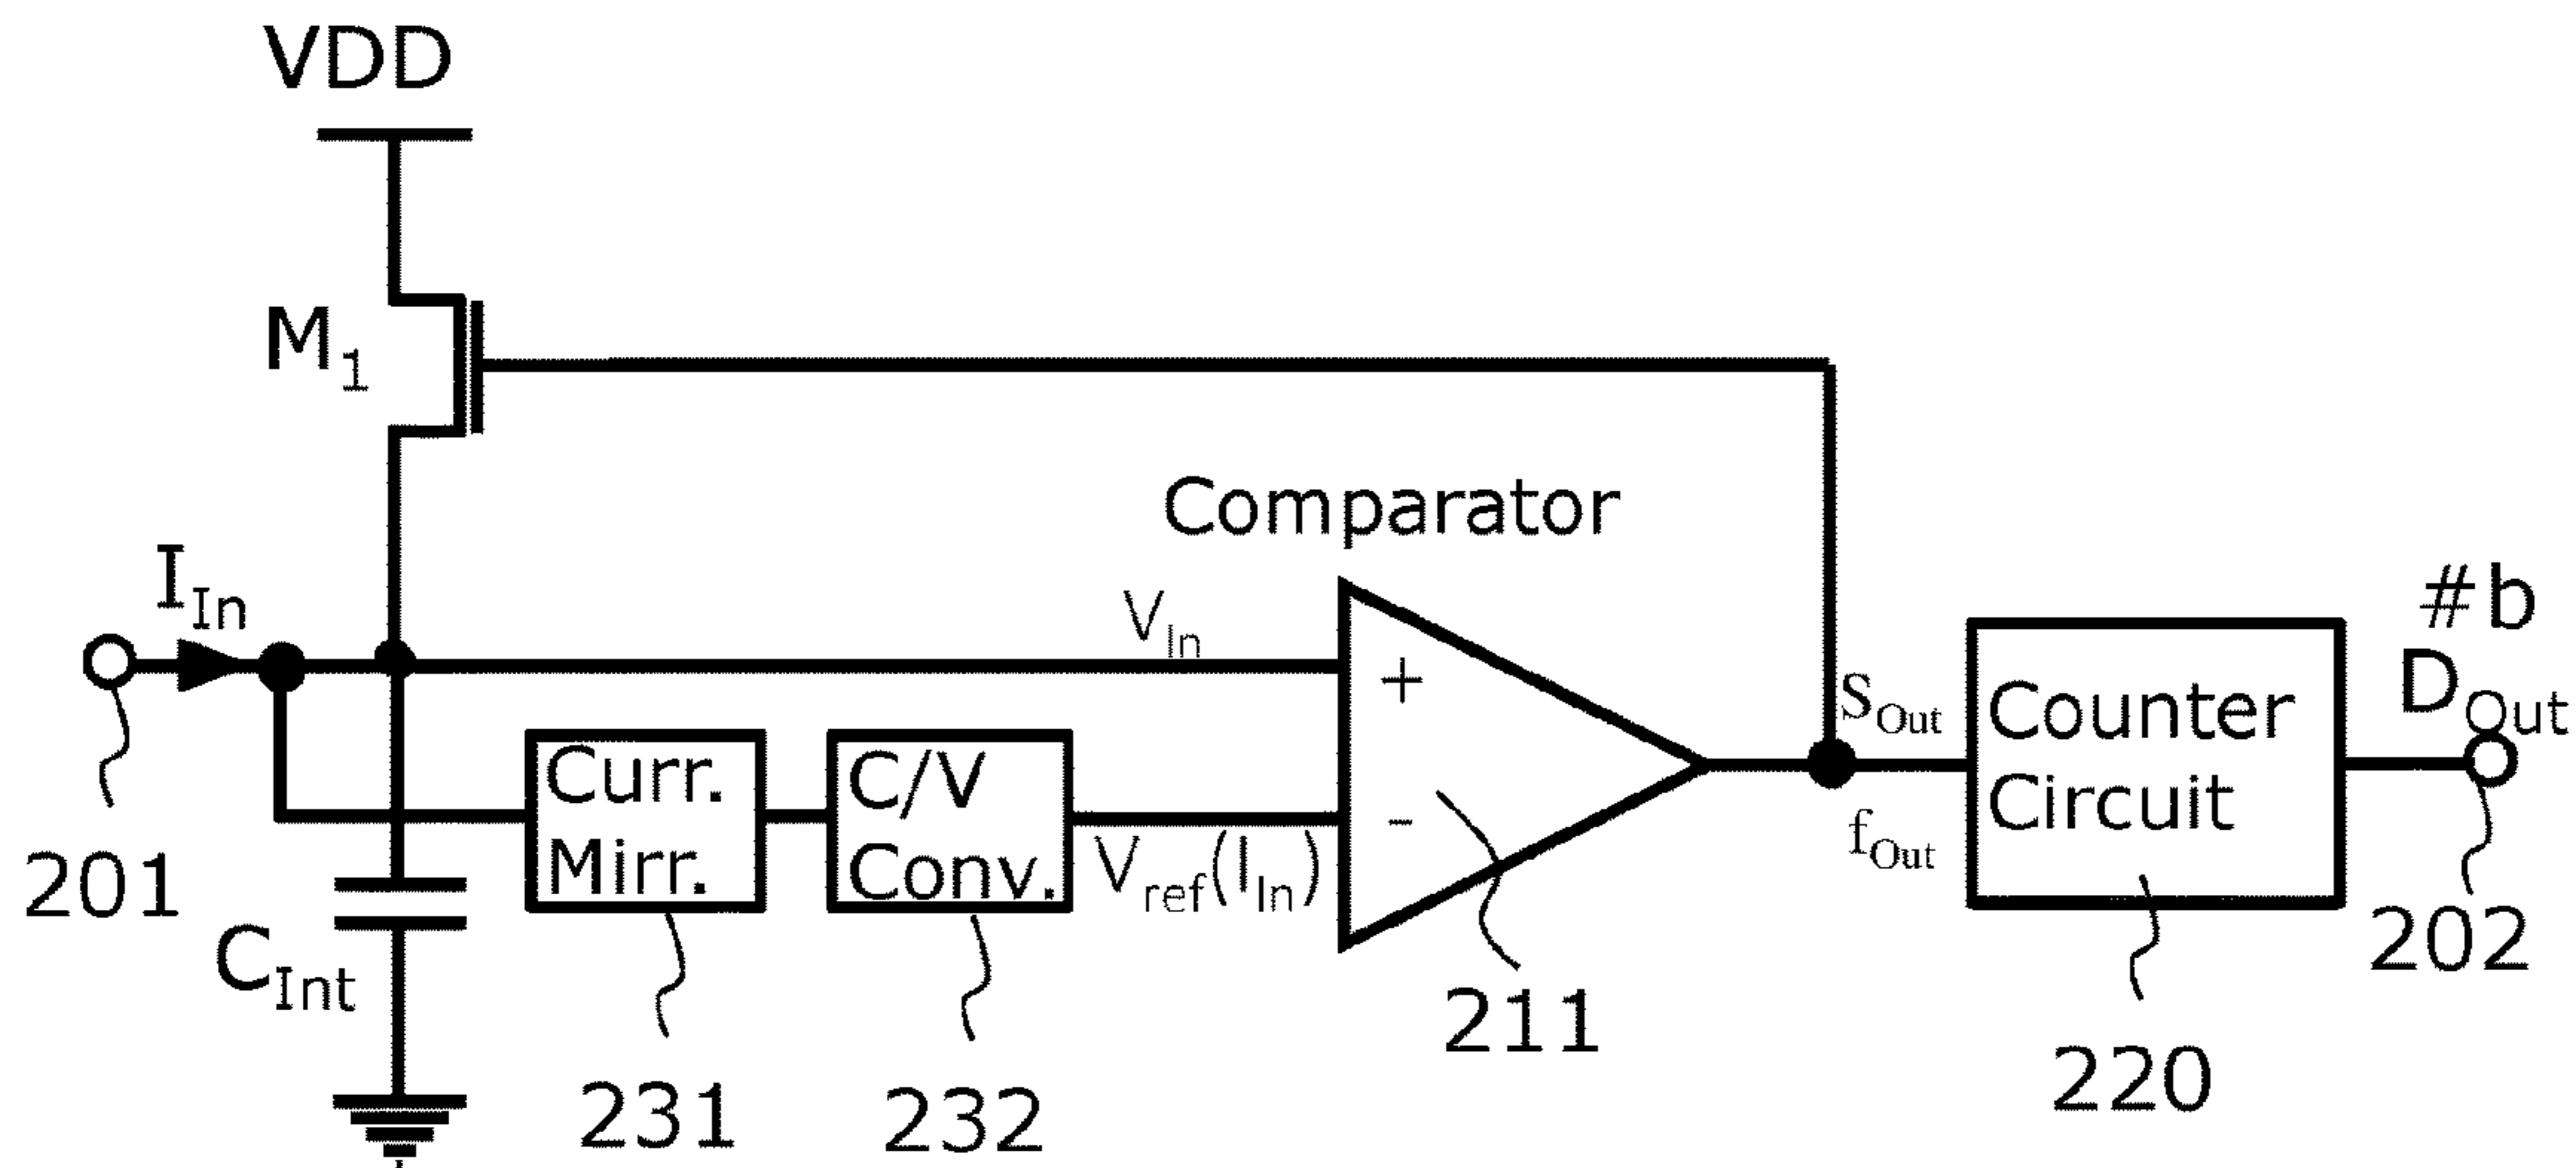 VDD
M1
Comparator
IIn
VIn
#b
DOut
+
SOut
Counter
Circuit
Curr.
Mirr.
C/V
Conv.
-
Vref(IIn)
fOut
201
CInt
202
211
231
232
220